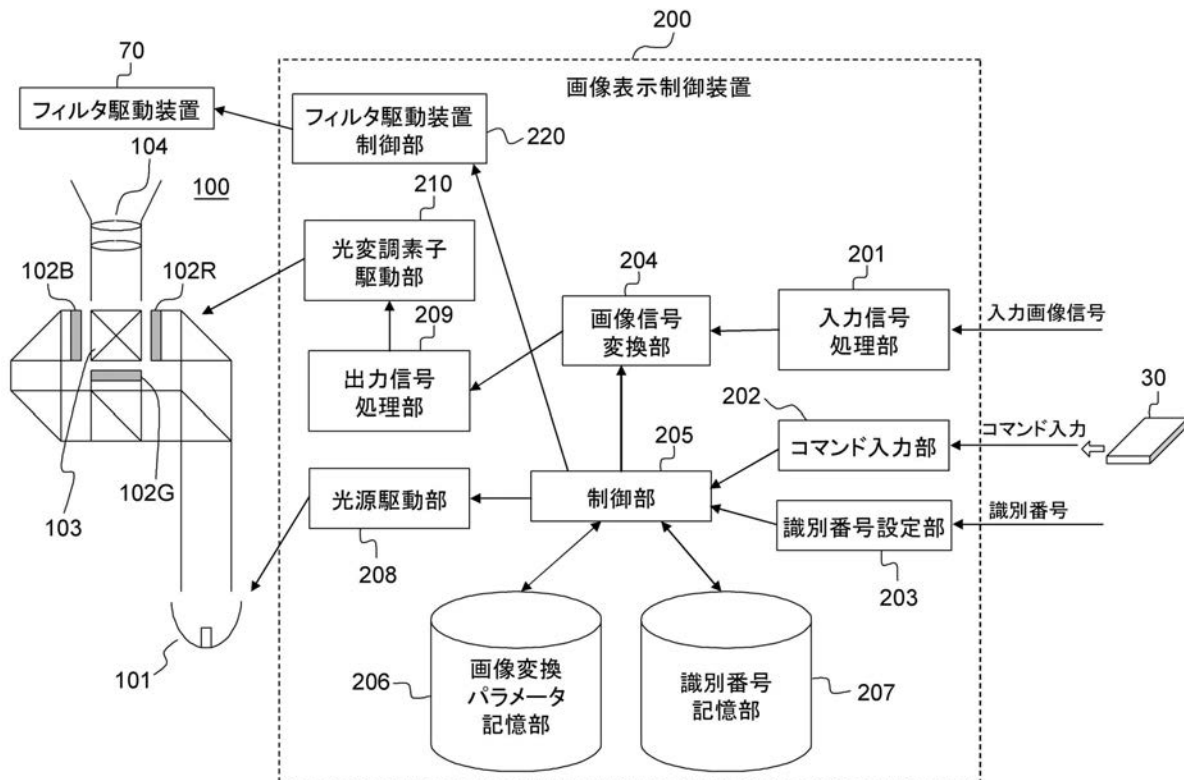 200
画像表示制御装置
70
フィルタ駆動装置
フィルタ駆動装置
制御部
220
104
100
210
光変調素子
駆動部
102B
102R
204
画像信号
変換部
201
入力信号
処理部
入力画像信号
209
出力信号
処理部
202
コマンド入力部
コマンド入力
30
103
102G
光源駆動部
208
205
制御部
識別番号設定部
識別番号
203
101
206
画像変換
パラメータ
記憶部
識別番号
記憶部
207